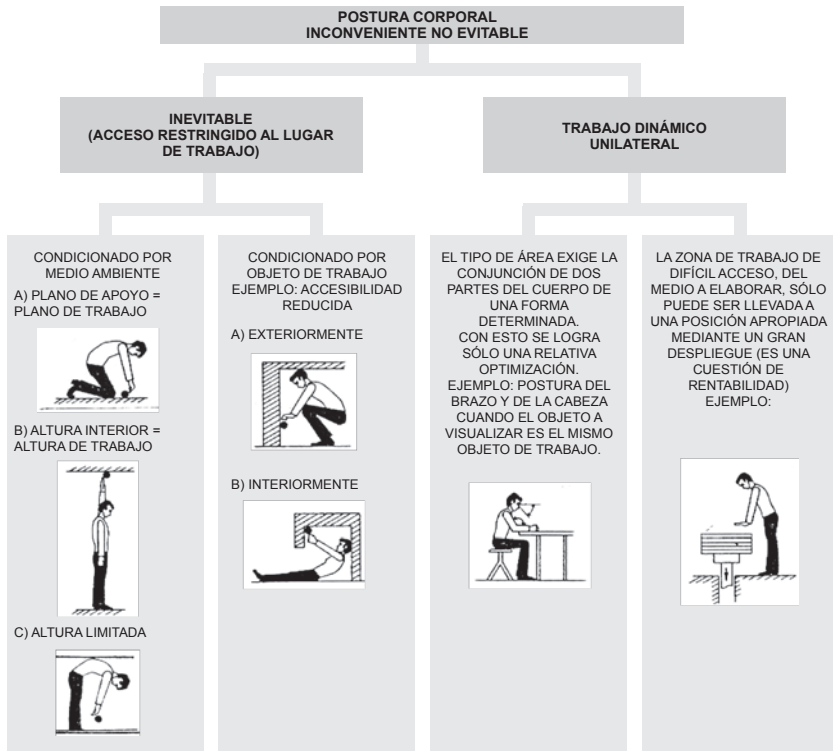 POSTURA CORPORAL
INCONVENIENTE NO EVITABLE
INEVITABLE
(ACCESO RESTRINGIDO AL LUGAR
DE TRABAJO)
TRABAJO DINÁMICO
UNILATERAL
CONDICIONADO POR
MEDIO AMBIENTE
A) PLANO DE APOYO =
PLANO DE TRABAJO
B) ALTURA INTERIOR =
ALTURA DE TRABAJO
C) ALTURA LIMITADA
CONDICIONADO POR
OBJETO DE TRABAJO
EJEMPLO: ACCESIBILIDAD
REDUCIDA
A) EXTERIORMENTE
B) INTERIORMENTE
EL TIPO DE ÁREA EXIGE LA
CONJUNCIÓN DE DOS
PARTES DEL CUERPO DE
UNA FORMA
DETERMINADA.
CON ESTO SE LOGRA
SÓLO UNA RELATIVA
OPTIMIZACIÓN.
EJEMPLO: POSTURA DEL
BRAZO Y DE LA CABEZA
CUANDO EL OBJETO A
VISUALIZAR ES EL MISMO
OBJETO DE TRABAJO.
LA ZONA DE TRABAJO DE
DIFÍCIL ACCESO, DEL
MEDIO A ELABORAR, SÓLO
PUEDE SER LLEVADA A
UNA POSICIÓN APROPIADA
MEDIANTE UN GRAN
DESPLIEGUE (ES UNA
CUESTIÓN DE
RENTABILIDAD)
EJEMPLO: